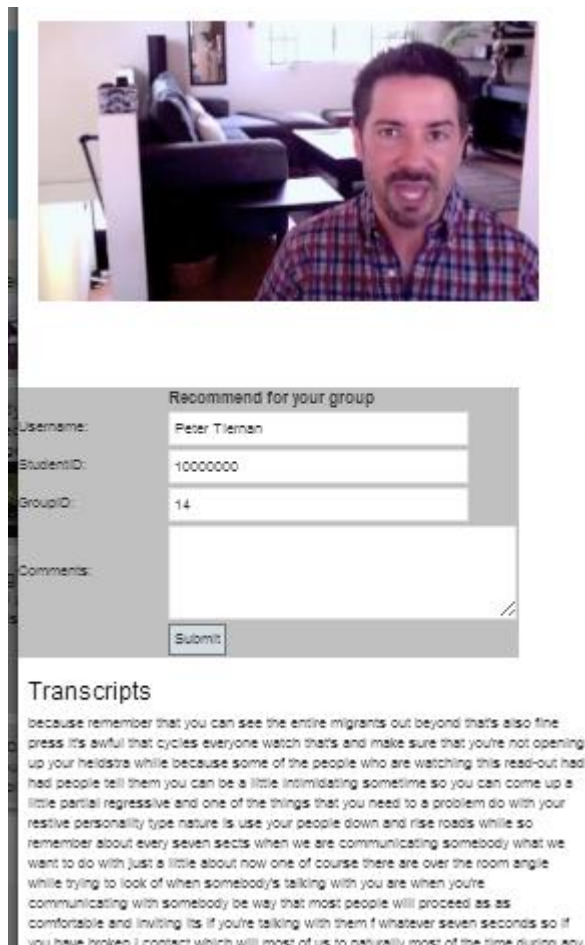 Recommend for your group
Username:
Peter Tiernan
StudentID:
10000000
GroupID:
14
Comments:
Submit
Transcripts
because remember that you can see the entire migrants out beyond that's also fine
press it's awful that cycles everyone watch that's and make sure that you're not opening
up your heldstra while because some of the people who are watching this read-out had
had people tell them you can be a little intimidating sometime so you can come up a
little partial regressive and one of the things that you need to a problem do with your
restive personality type nature is use your people down and rise roads while so
remember about every seven sects when we are communicating somebody what we
want to do with just a little about now one of course there are over the room angle
while trying to look of when somebody's talking with you are when you're
communicating with somebody be way that most people will proceed as as
comfortable and inviting its if you're talking with them f whatever seven seconds so if
you have broken i contact which will most of us to naturally most of the